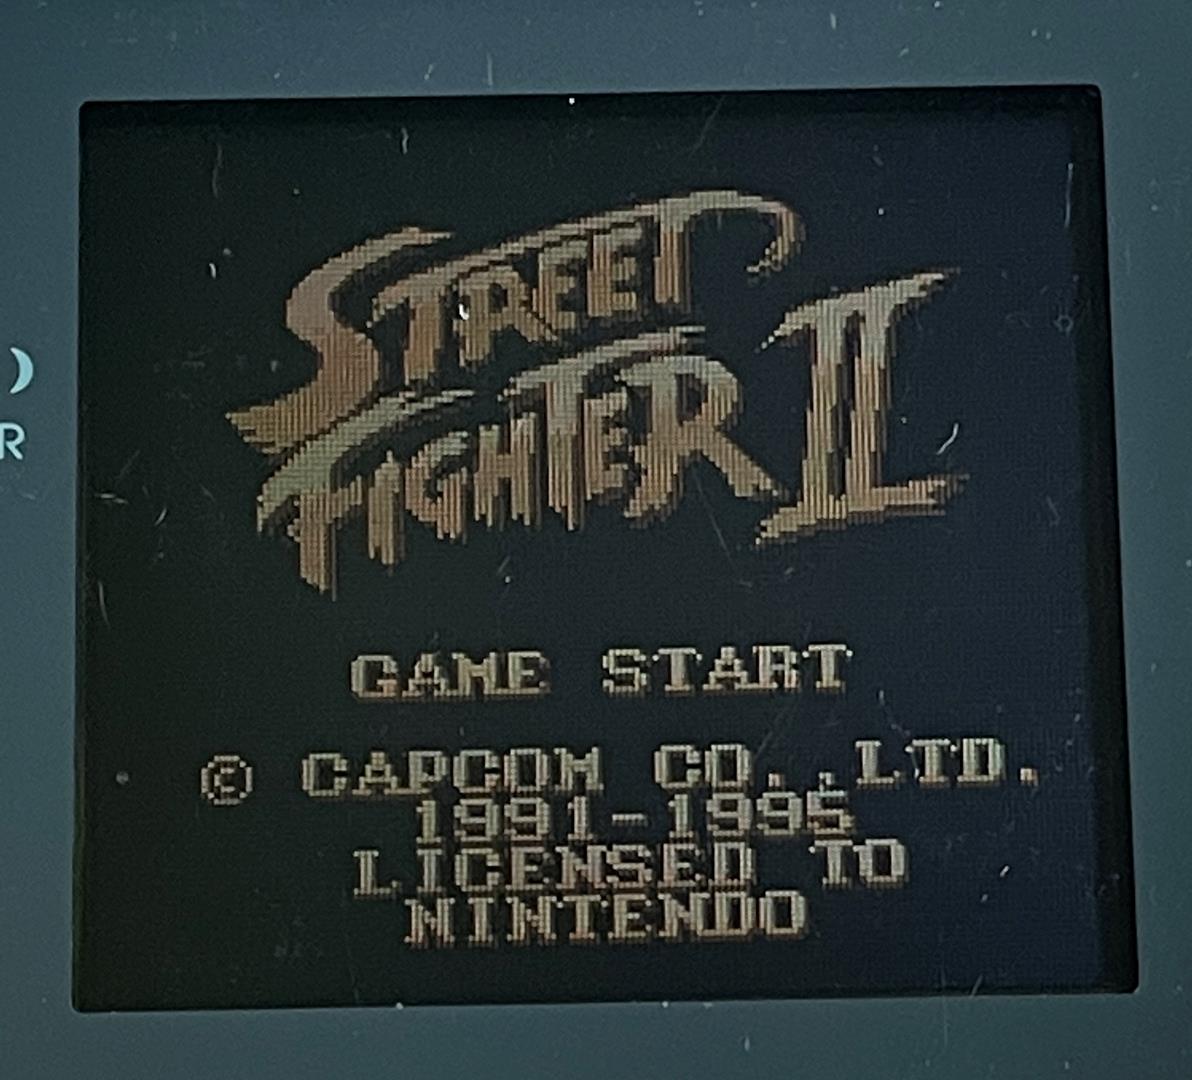 STREET
FIGHTER II
GAME START
© CAPCOM CO., LTD.
1991-1995
LICENSED TO
NINTENDO
R